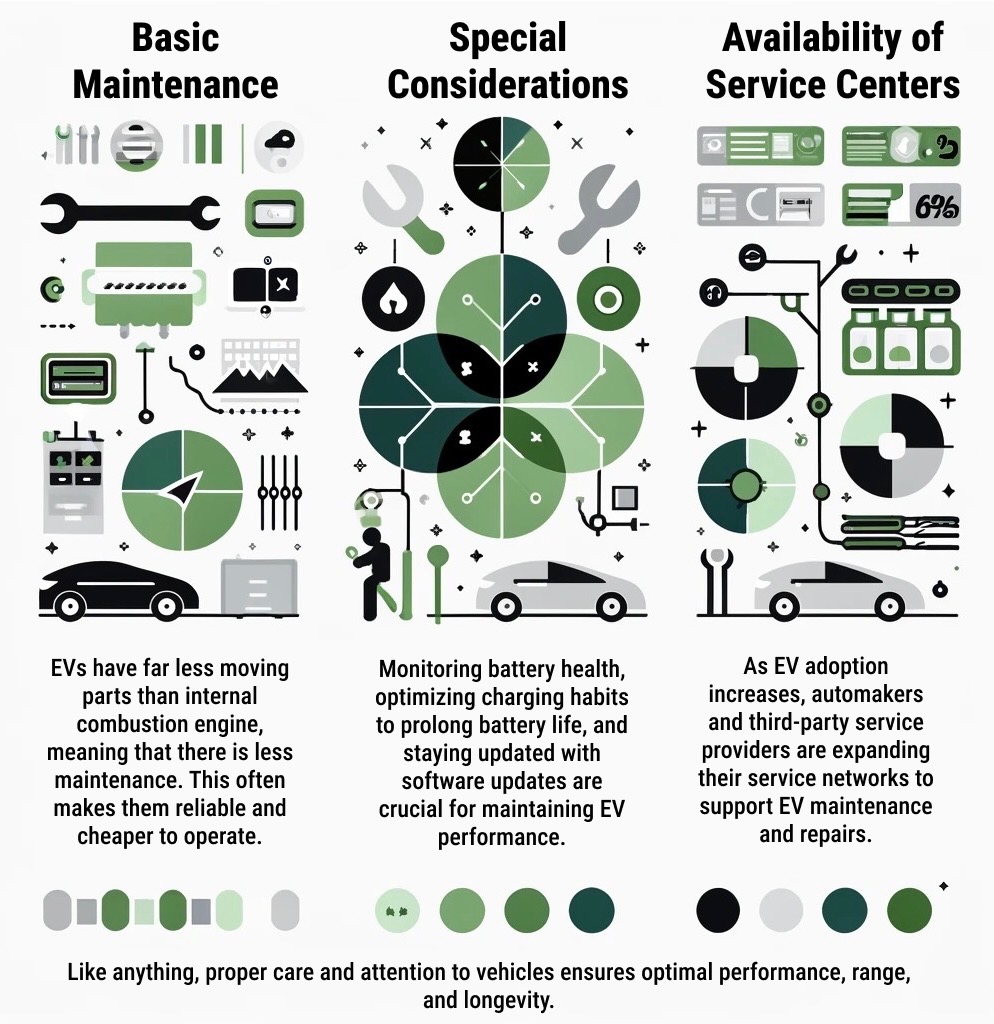 Basic
Maintenance
Special
Considerations
Availability of
Service Centers
6%
EVs have far less moving
parts than internal
combustion engine,
meaning that there is less
maintenance. This often
makes them reliable and
cheaper to operate.
Monitoring battery health,
optimizing charging habits
to prolong battery life, and
staying updated with
software updates are
crucial for maintaining EV
performance.
As EV adoption
increases, automakers
and third-party service
providers are expanding
their service networks to
support EV maintenance
and repairs.
Like anything, proper care and attention to vehicles ensures optimal performance, range,
and longevity.